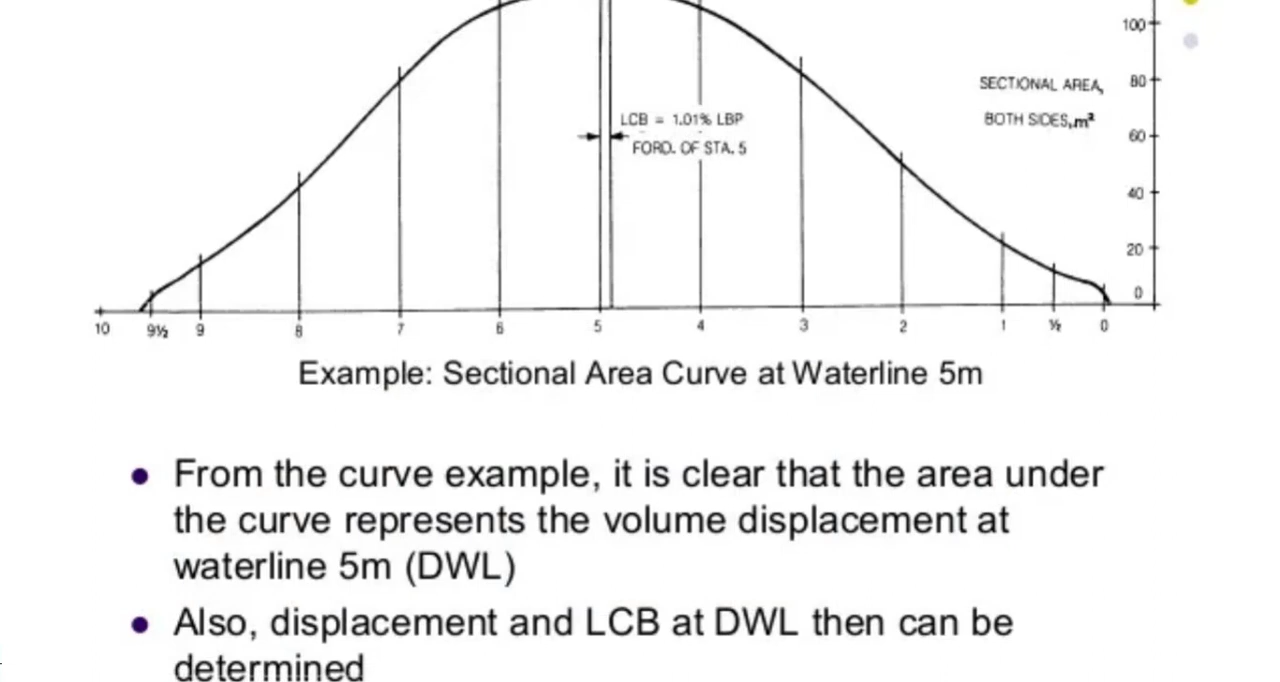 100
SECTIONAL AREA,
80
LCB = 1.01% LBP
BOTH SIDES,m²
60
FORD. OF STA. 5
40
20
0
10 9½ 9 8 7 6 5 4 3 2 1 ½ 0
Example: Sectional Area Curve at Waterline 5m
• From the curve example, it is clear that the area under
the curve represents the volume displacement at
waterline 5m (DWL)
• Also, displacement and LCB at DWL then can be
determined